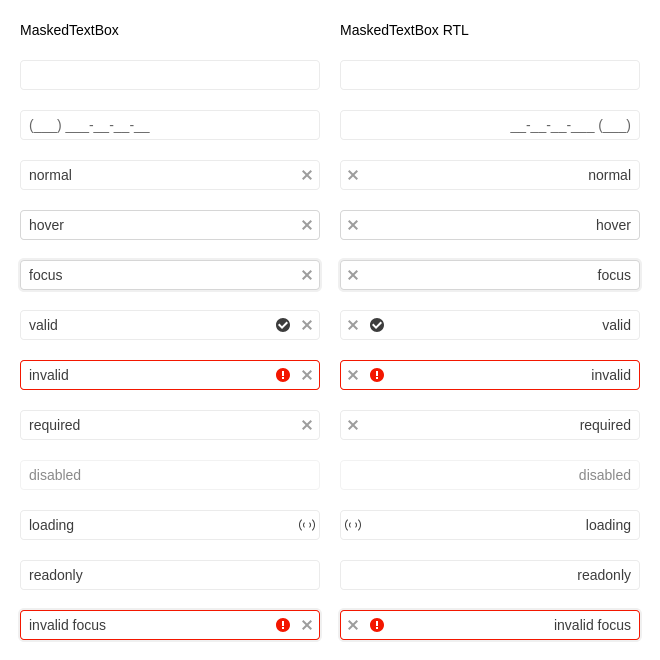 MaskedTextBox MaskedTextBox RTL
(___) ___-__-__-__ __-__-__-___ (___)
normal normal
hover hover
focus focus
valid valid
invalid invalid
required required
disabled disabled
loading loading
readonly readonly
invalid focus invalid focus